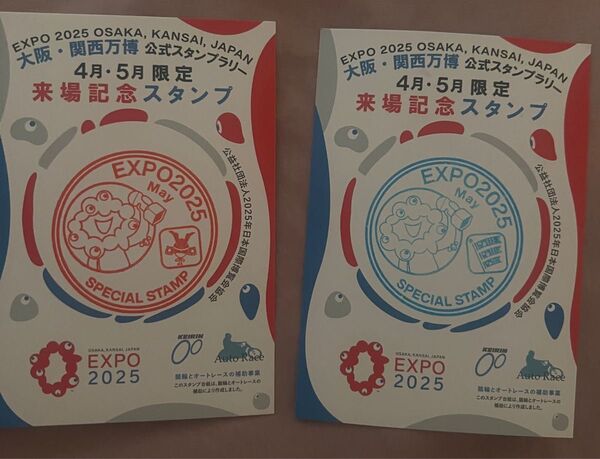 EXPO 2025 OSAKA, KANSAI, JAPAN
大阪・関西万博 公式スタンプラリー
4月・5月 限定
来場記念スタンプ
EXPO2025
May
SPECIAL STAMP
公益社団法人2025年日本国際博覧会協会
OSAKA, KANSAI, JAPAN
EXPO
2025
KEIRIN
Auto Race
競輪とオートレースの補助事業
このスタンプ台紙は、競輪とオートレースの
補助により作成しました。
EXPO 2025 OSAKA, KANSAI, JAPAN
大阪・関西万博 公式スタンプラリー
4月・5月 限定
来場記念スタンプ
EXPO2025
May
SPECIAL STAMP
公益社団法人2025年日本国際博覧会協会
OSAKA, KANSAI, JAPAN
EXPO
2025
KEIRIN
Auto Race
競輪とオートレースの補助事業
このスタンプ台紙は、競輪とオートレースの
補助により作成しました。